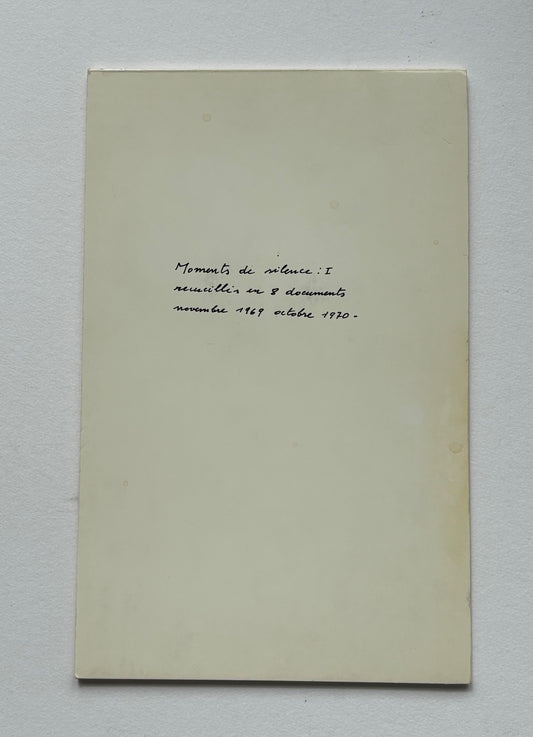 Moments de silence : I
recueillis en 8 documents
novembre 1969 octobre 1970 -